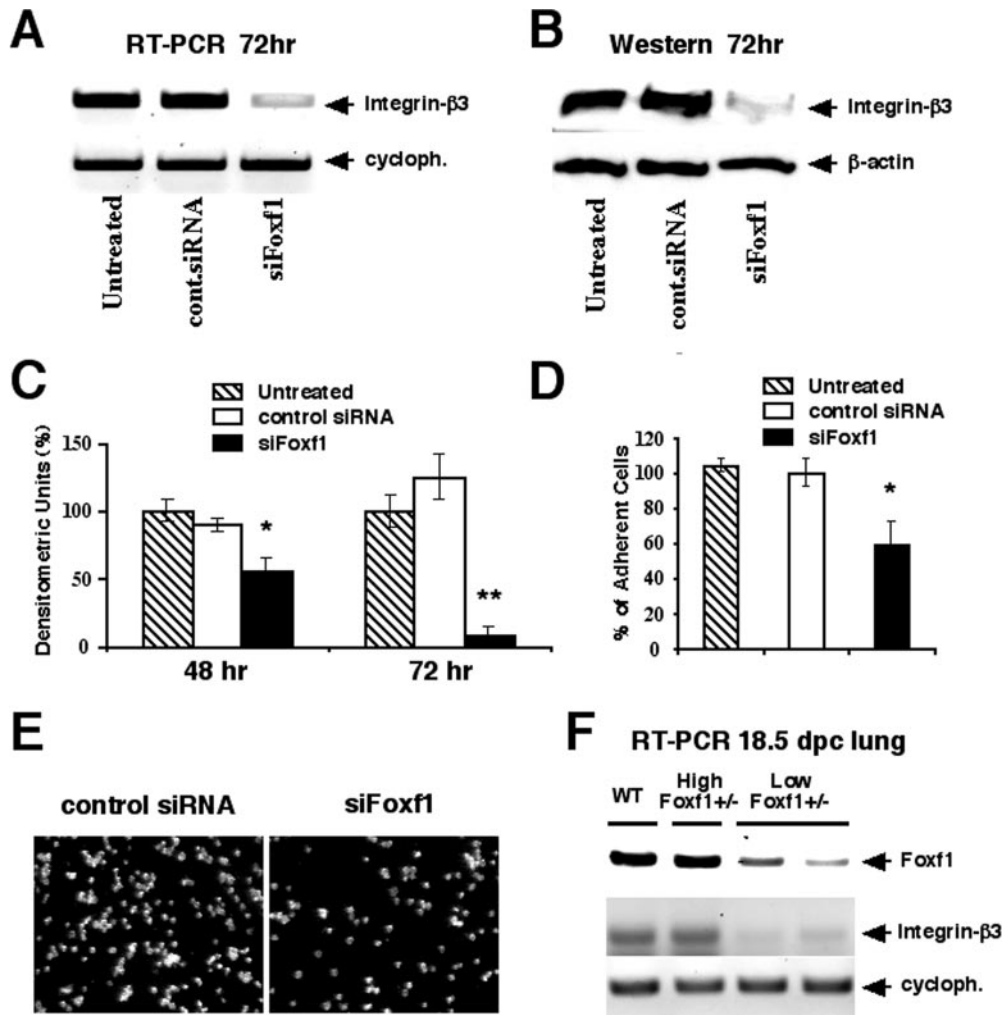 A
RT-PCR 72hr
Integrin-β3
cycloph.
Untreated
cont.siRNA
siFoxf1
B
Western 72hr
Integrin-β3
β-actin
Untreated
cont.siRNA
siFoxf1
C
Untreated
control siRNA
siFoxf1
Densitometric Units (%)
150
100
50
0
*
**
48 hr
72 hr
D
Untreated
control siRNA
siFoxf1
% of Adherent Cells
120
100
80
60
40
20
0
*
E
control siRNA
siFoxf1
F
RT-PCR 18.5 dpc lung
WT
High Foxf1+/-
Low Foxf1+/-
Foxf1
Integrin-β3
cycloph.